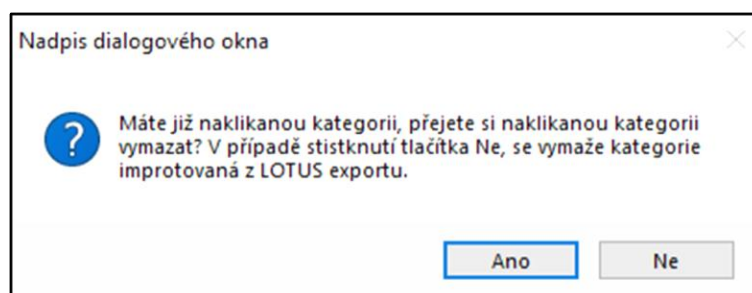 Nadpis dialogového okna
Máte již naklikanou kategorii, přejete si naklikanou kategorii
vymazat? V případě stistknutí tlačítka Ne, se vymaže kategorie
improtovaná z LOTUS exportu.
Ano
Ne